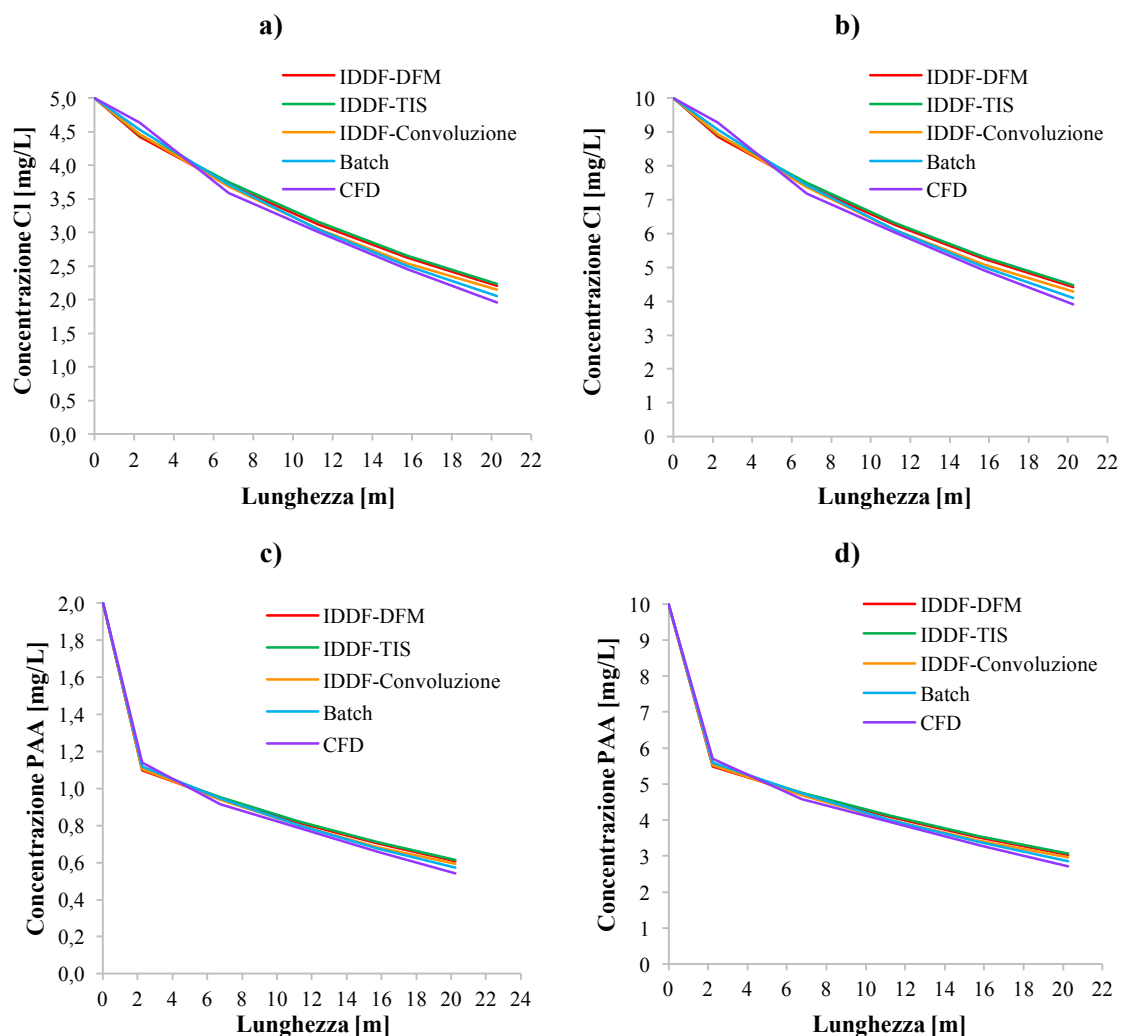 a)
IDDF-DFM
IDDF-TIS
IDDF-Convoluzione
Batch
CFD
Concentrazione Cl [mg/L]
5,0
4,5
4,0
3,5
3,0
2,5
2,0
1,5
1,0
0,5
0,0
0 2 4 6 8 10 12 14 16 18 20 22
Lunghezza [m]
b)
IDDF-DFM
IDDF-TIS
IDDF-Convoluzione
Batch
CFD
Concentrazione Cl [mg/L]
10
9
8
7
6
5
4
3
2
1
0
0 2 4 6 8 10 12 14 16 18 20 22
Lunghezza [m]
c)
IDDF-DFM
IDDF-TIS
IDDF-Convoluzione
Batch
CFD
Concentrazione PAA [mg/L]
2,0
1,8
1,6
1,4
1,2
1,0
0,8
0,6
0,4
0,2
0,0
0 2 4 6 8 10 12 14 16 18 20 22 24
Lunghezza [m]
d)
IDDF-DFM
IDDF-TIS
IDDF-Convoluzione
Batch
CFD
Concentrazione PAA [mg/L]
10
9
8
7
6
5
4
3
2
1
0
0 2 4 6 8 10 12 14 16 18 20 22
Lunghezza [m]